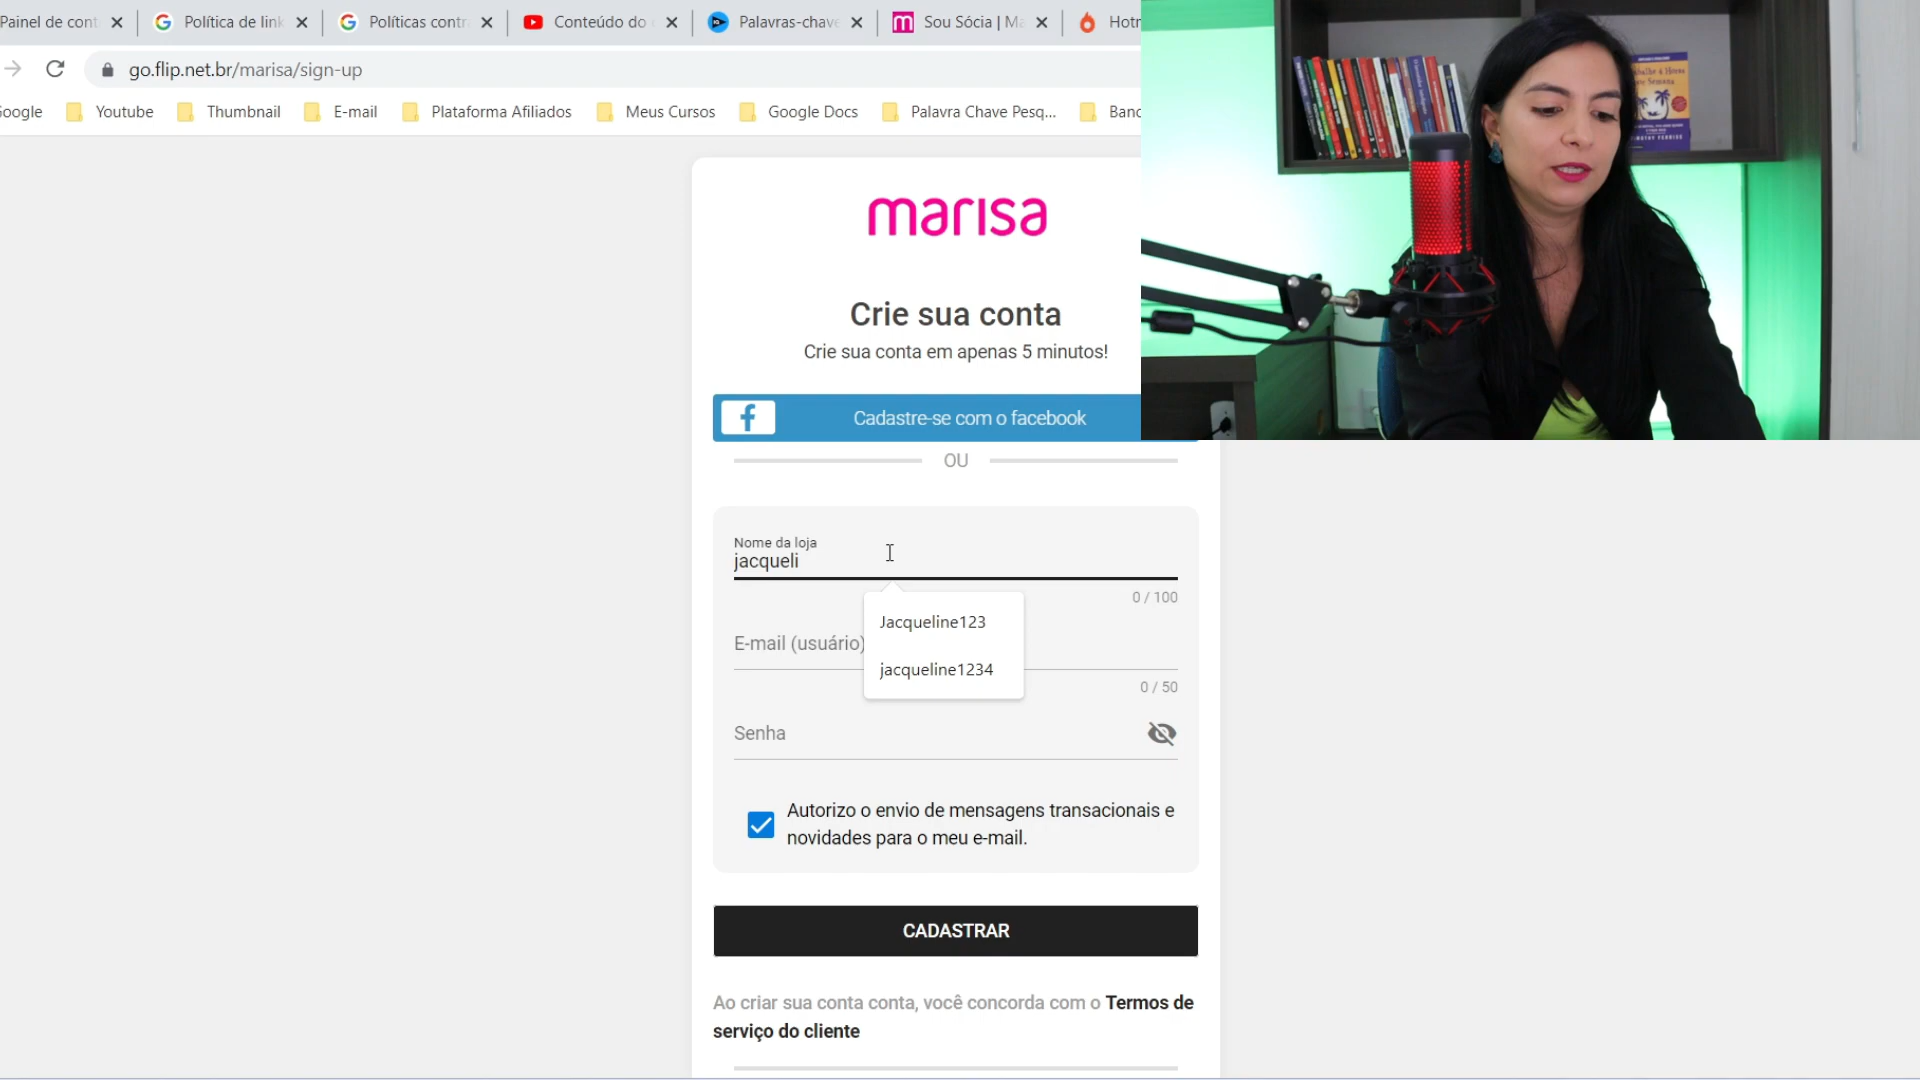 Painel de cont
Política de link
Políticas contr
Conteúdo do
Palavras-chave
Sou Sócia | Ma
Hotr
go.flip.net.br/marisa/sign-up
oogle
Youtube
Thumbnail
E-mail
Plataforma Afiliados
Meus Cursos
Google Docs
Palavra Chave Pesq...
Banc
marisa
Crie sua conta
Crie sua conta em apenas 5 minutos!
Cadastre-se com o facebook
OU
Nome da loja
jacqueli
0 / 100
Jacqueline123
E-mail (usuário)
jacqueline1234
0 / 50
Senha
Autorizo o envio de mensagens transacionais e
novidades para o meu e-mail.
CADASTRAR
Ao criar sua conta conta, você concorda com o Termos de
serviço do cliente